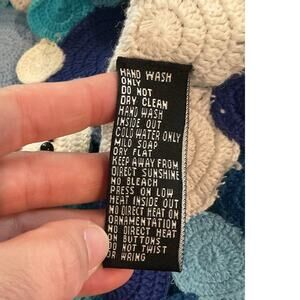 HAND WASH
ONLY
DO NOT
DRY CLEAN
HAND WASH
INSIDE OUT
COLD WATER ONLY
MILD SOAP
DRY FLAT
KEEP AWAY FROM
DIRECT SUNSHINE
NO BLEACH
PRESS ON LOW
HEAT INSIDE OUT
NO DIRECT HEAT ON
ORNAMENTATION
NO DIRECT HEAT
ON BUTTONS
DO NOT TWIST
OR WRING